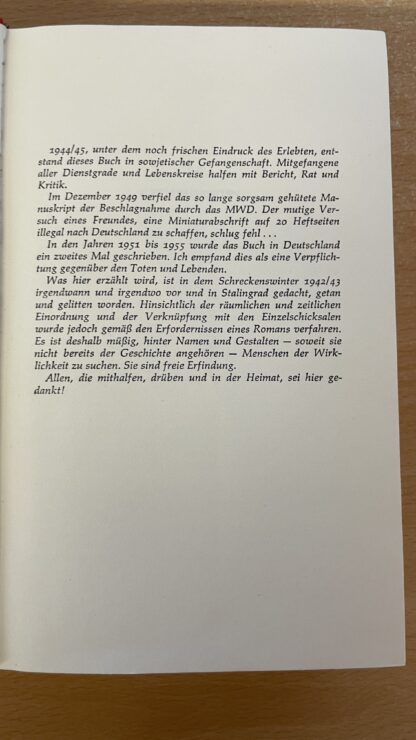 1944/45, unter dem noch frischen Eindruck des Erlebten, ent-
stand dieses Buch in sowjetischer Gefangenschaft. Mitgefangene
aller Dienstgrade und Lebenskreise halfen mit Bericht, Rat und
Kritik.
Im Dezember 1949 verfiel das so lange sorgsam gehütete Ma-
nuskript der Beschlagnahme durch das MWD. Der mutige Ver-
such eines Freundes, eine Miniaturabschrift auf 20 Heftseiten
illegal nach Deutschland zu schaffen, schlug fehl . . .
In den Jahren 1951 bis 1955 wurde das Buch in Deutschland
ein zweites Mal geschrieben. Ich empfand dies als eine Verpflich-
tung gegenüber den Toten und Lebenden.
Was hier erzählt wird, ist in dem Schreckenswinter 1942/43
irgendwann und irgendwo vor und in Stalingrad gedacht, getan
und gelitten worden. Hinsichtlich der räumlichen und zeitlichen
Einordnung und der Verknüpfung mit den Einzelschicksalen
wurde jedoch gemäß den Erfordernissen eines Romans verfahren.
Es ist deshalb müßig, hinter Namen und Gestalten — soweit sie
nicht bereits der Geschichte angehören — Menschen der Wirk-
lichkeit zu suchen. Sie sind freie Erfindung.
Allen, die mithalfen, drüben und in der Heimat, sei hier ge-
dankt!